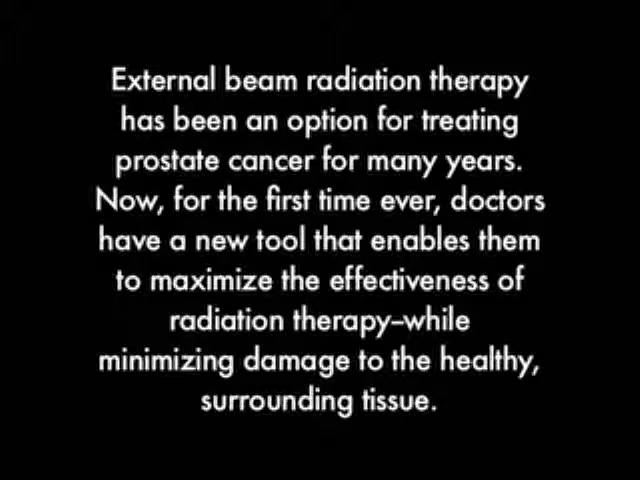 External beam radiation therapy
has been an option for treating
prostate cancer for many years.
Now, for the first time ever, doctors
have a new tool that enables them
to maximize the effectiveness of
radiation therapy–while
minimizing damage to the healthy,
surrounding tissue.